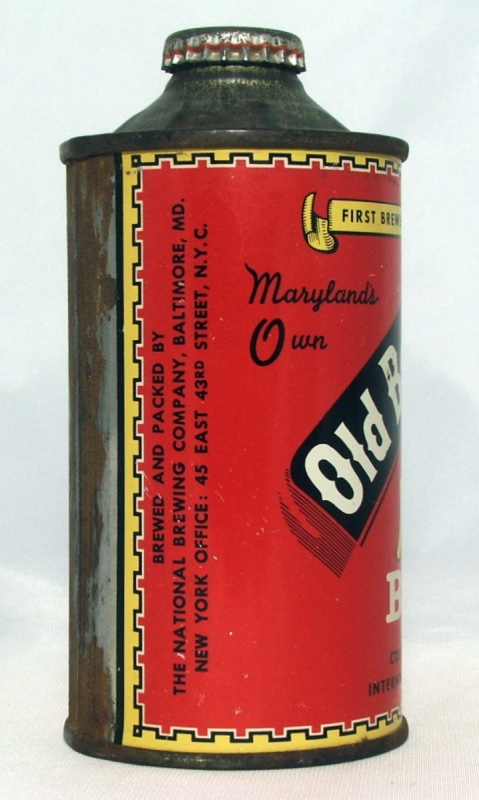 FIRST
Maryland's
Own
Old
BREWED AND PACKED BY
THE NATIONAL BREWING COMPANY, BALTIMORE, MD.
NEW YORK OFFICE: 45 EAST 43RD STREET, N.Y.C.